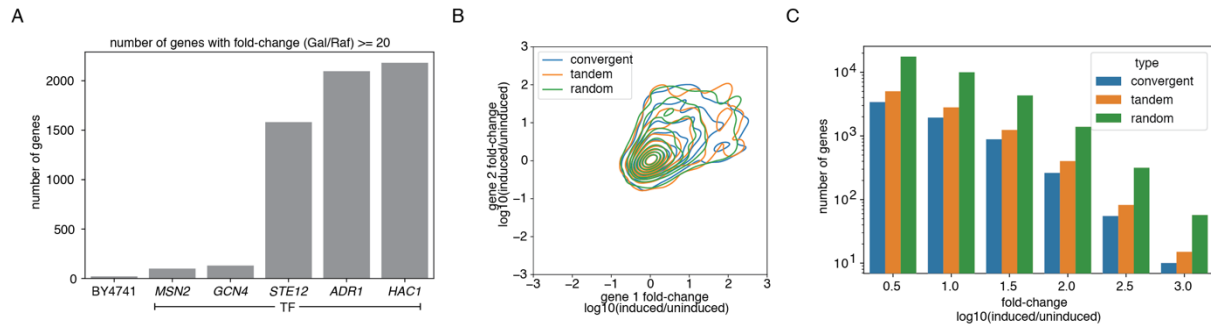 A
number of genes with fold-change (Gal/Raf) >= 20
number of genes
2000
1500
1000
500
0
BY4741 MSN2 GCN4 STE12 ADR1 HAC1
TF
B
gene 2 fold-change
log10(induced/uninduced)
convergent
tandem
random
3
2
1
0
−1
−2
−3
−3 −2 −1 0 1 2 3
gene 1 fold-change
log10(induced/uninduced)
C
number of genes
type
convergent
tandem
random
10^4
10^3
10^2
10^1
0.5 1.0 1.5 2.0 2.5 3.0
fold-change
log10(induced/uninduced)